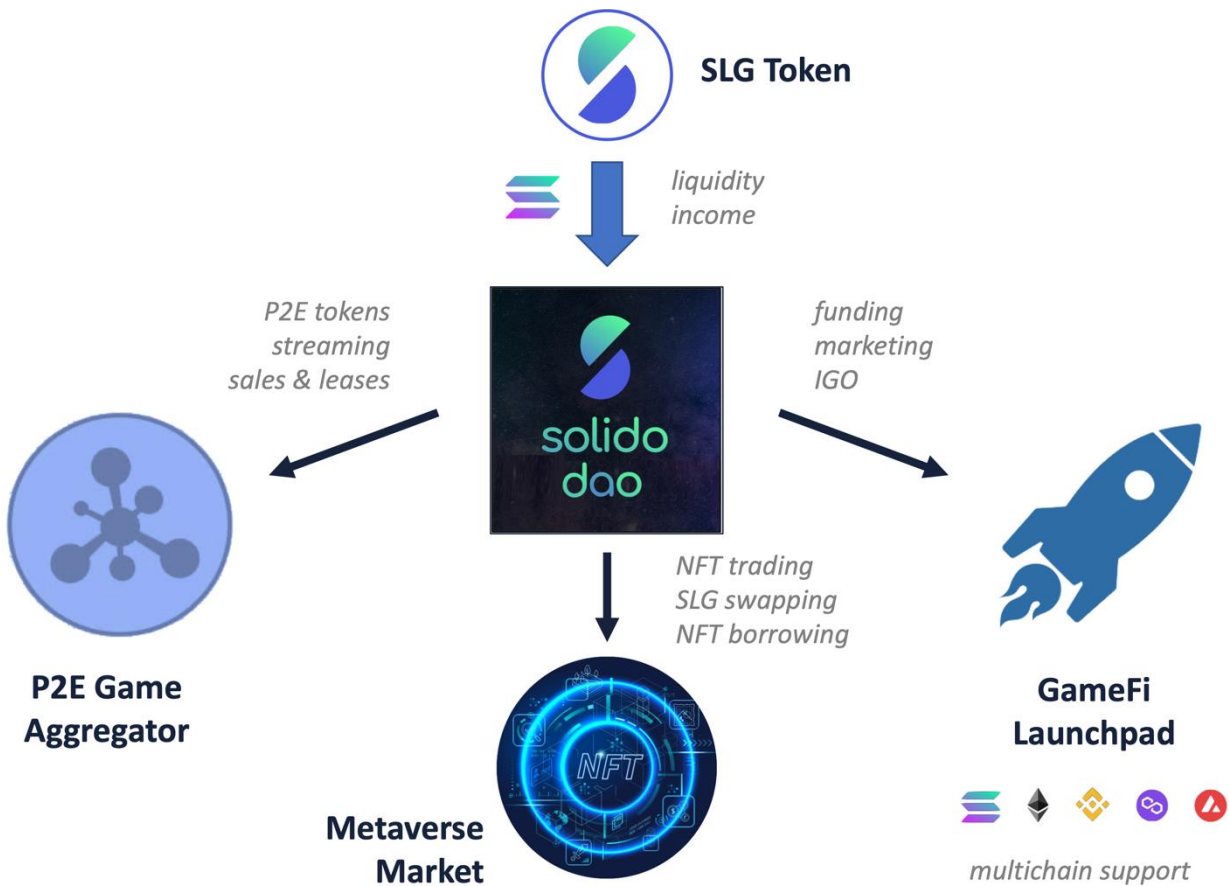 SLG Token
liquidity
income
P2E tokens
streaming
sales & leases
funding
marketing
IGO
solido
dao
NFT trading
SLG swapping
NFT borrowing
P2E Game
Aggregator
NFT
Metaverse
Market
GameFi
Launchpad
multichain support